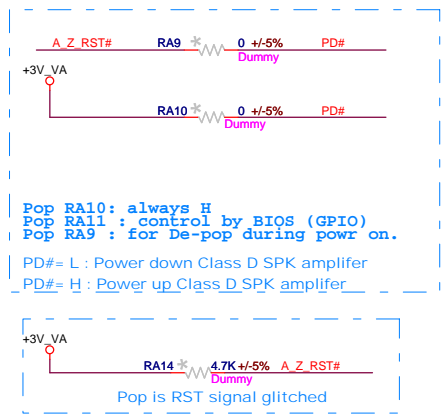 A_Z_RST# RA9 * 0 +/-5% PD#
Dummy
+3V_VA
RA10 * 0 +/-5% PD#
Dummy
Pop RA10: always H
Pop RA11 : control by BIOS (GPIO)
Pop RA9 : for De-pop during powr on.
PD#= L : Power down Class D SPK amplifer
PD#= H : Power up Class D SPK amplifer
+3V_VA
RA14 * 4.7K +/-5% A_Z_RST#
Dummy
Pop is RST signal glitched